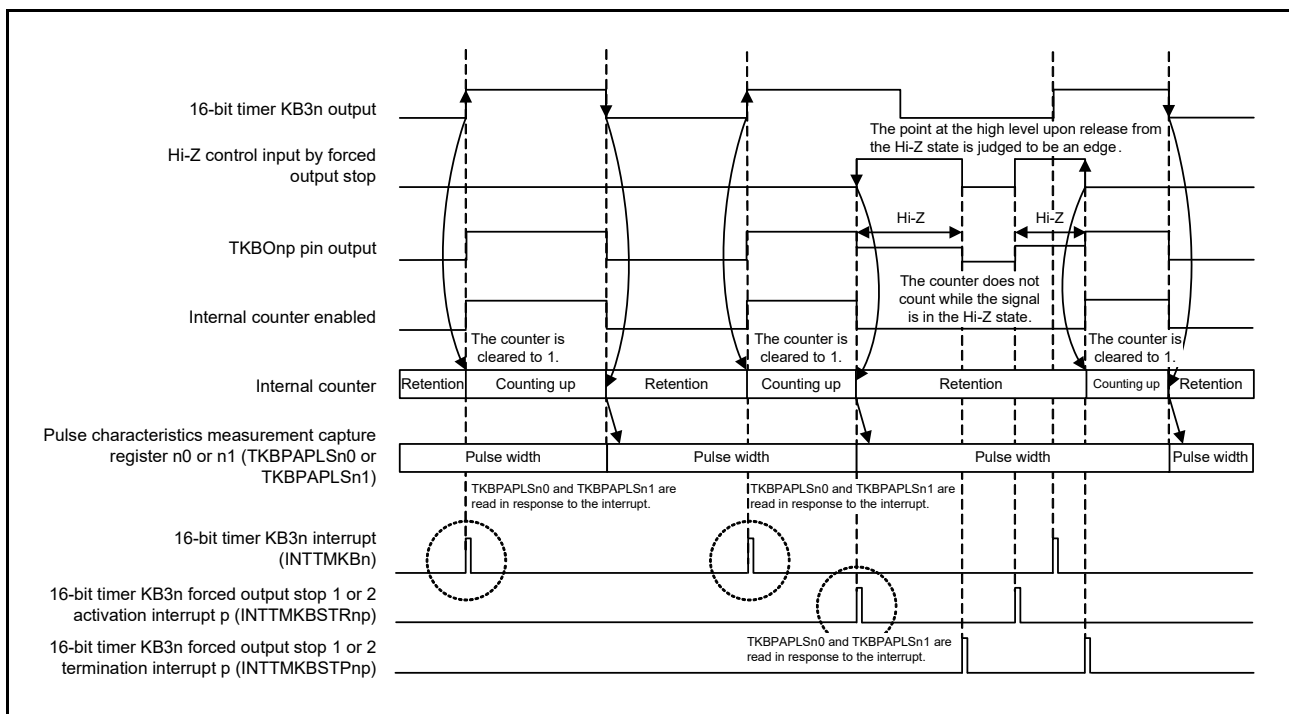 16-bit timer KB3n output
The point at the high level upon release from
the Hi-Z state is judged to be an edge.
Hi-Z control input by forced
output stop
Hi-Z
Hi-Z
TKBOnp pin output
The counter does not
count while the signal
is in the Hi-Z state.
Internal counter enabled
The counter is
cleared to 1.
The counter is
cleared to 1.
The counter is
cleared to 1.
Internal counter
Retention
Counting up
Retention
Counting up
Retention
Counting up
Retention
Pulse characteristics measurement capture
register n0 or n1 (TKBPAPLSn0 or
TKBPAPLSn1)
Pulse width
Pulse width
Pulse width
Pulse width
TKBPAPLSn0 and TKBPAPLSn1 are
read in response to the interrupt.
TKBPAPLSn0 and TKBPAPLSn1 are
read in response to the interrupt.
16-bit timer KB3n interrupt
(INTTMKBn)
16-bit timer KB3n forced output stop 1 or 2
activation interrupt p (INTTMKBSTRnp)
TKBPAPLSn0 and TKBPAPLSn1 are
read in response to the interrupt.
16-bit timer KB3n forced output stop 1 or 2
termination interrupt p (INTTMKBSTPnp)